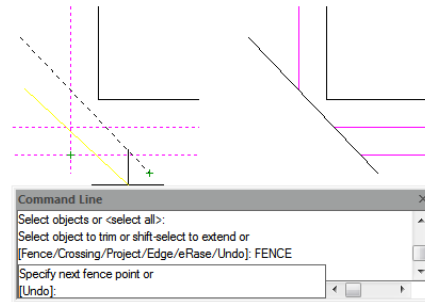 Command Line
Select objects or <select all>:
Select object to trim or shift-select to extend or
[Fence/Crossing/Project/Edge/eRase/Undo]: FENCE
Specify next fence point or
[Undo]: